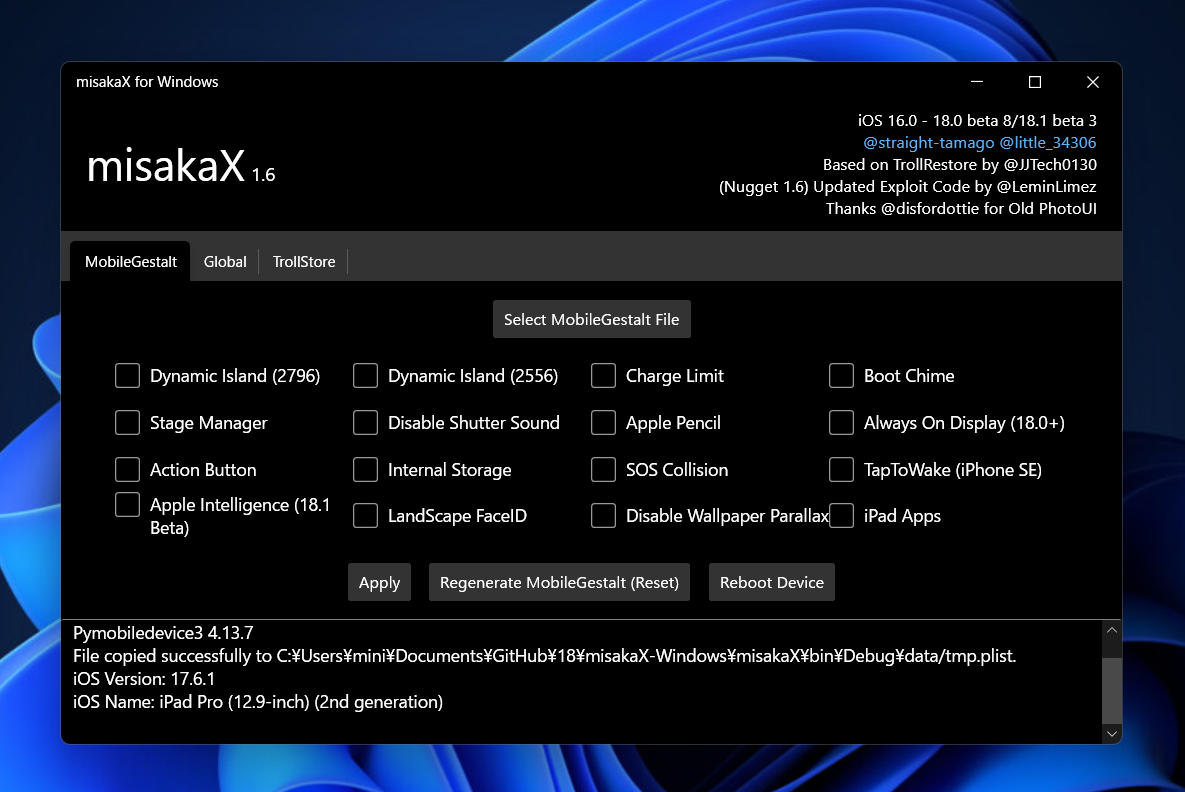 misakaX for Windows
iOS 16.0 - 18.0 beta 8/18.1 beta 3
@straight-tamago @little_34306
misakaX 1.6
Based on TrollRestore by @JJTech0130
(Nugget 1.6) Updated Exploit Code by @LeminLimez
Thanks @disfordottie for Old PhotoUI
MobileGestalt Global TrollStore
Select MobileGestalt File
Dynamic Island (2796) Dynamic Island (2556) Charge Limit Boot Chime
Stage Manager Disable Shutter Sound Apple Pencil Always On Display (18.0+)
Action Button Internal Storage SOS Collision TapToWake (iPhone SE)
Apple Intelligence (18.1
Beta)
LandScape FaceID Disable Wallpaper Parallax iPad Apps
Apply Regenerate MobileGestalt (Reset) Reboot Device
Pymobiledevice3 4.13.7
File copied successfully to C:¥Users¥mini¥Documents¥GitHub¥18¥misakaX-Windows¥misakaX¥bin¥Debug¥data/tmp.plist.
iOS Version: 17.6.1
iOS Name: iPad Pro (12.9-inch) (2nd generation)